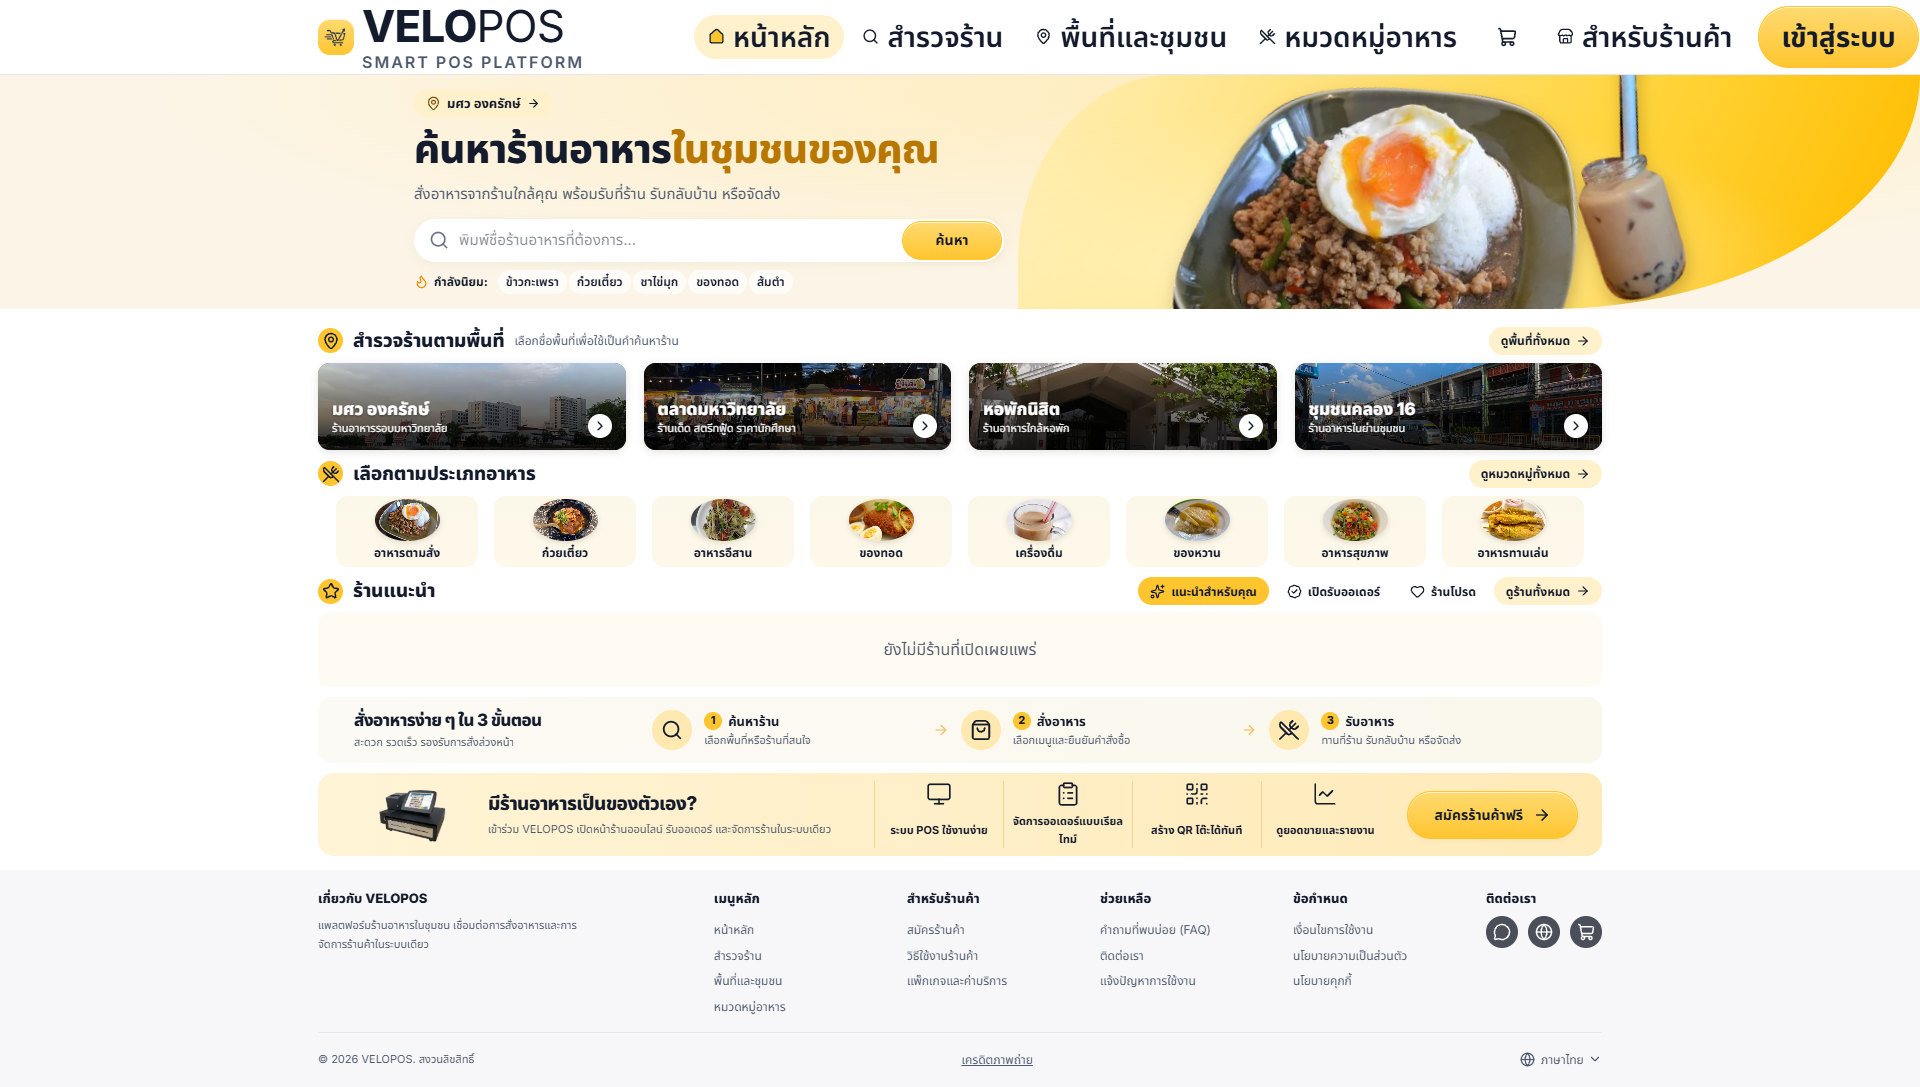 VELOPOS
SMART POS PLATFORM
หน้าหลัก
สำรวจร้าน
พื้นที่และชุมชน
หมวดหมู่อาหาร
สำหรับร้านค้า
เข้าสู่ระบบ
มศว องครักษ์
ค้นหาร้านอาหารในชุมชนของคุณ
สั่งอาหารจากร้านใกล้คุณ พร้อมรับที่ร้าน รับกลับบ้าน หรือจัดส่ง
พิมพ์ชื่อร้านอาหารที่ต้องการ...
ค้นหา
กำลังนิยม: ข้าวกะเพรา ก๋วยเตี๋ยว ชาไข่มุก ของทอด ส้มตำ
สำรวจร้านตามพื้นที่ เลือกชื่อพื้นที่เพื่อใช้เป็นคำค้นหาร้าน
ดูพื้นที่ทั้งหมด
มศว องครักษ์
ร้านอาหารรอบมหาวิทยาลัย
ตลาดมหาวิทยาลัย
ร้านเด็ด สตรีทฟู้ด ราคานักศึกษา
หอพักนิสิต
ร้านอาหารใกล้หอพัก
ชุมชนคลอง 16
ร้านอาหารในย่านชุมชน
เลือกตามประเภทอาหาร
ดูหมวดหมู่ทั้งหมด
อาหารตามสั่ง
ก๋วยเตี๋ยว
อาหารอีสาน
ของทอด
เครื่องดื่ม
ของหวาน
อาหารสุขภาพ
อาหารทานเล่น
ร้านแนะนำ
แนะนำสำหรับคุณ
เปิดรับออเดอร์
ร้านโปรด
ดูร้านทั้งหมด
ยังไม่มีร้านที่เปิดเผยแพร่
สั่งอาหารง่าย ๆ ใน 3 ขั้นตอน
สะดวก รวดเร็ว รองรับการสั่งล่วงหน้า
1 ค้นหาร้าน
เลือกพื้นที่หรือร้านที่สนใจ
2 สั่งอาหาร
เลือกเมนูและยืนยันคำสั่งซื้อ
3 รับอาหาร
ทานที่ร้าน รับกลับบ้าน หรือจัดส่ง
มีร้านอาหารเป็นของตัวเอง?
เข้าร่วม VELOPOS เปิดหน้าร้านออนไลน์ รับออเดอร์ และจัดการร้านในระบบเดียว
ระบบ POS ใช้งานง่าย
จัดการออเดอร์แบบเรียล
ไทม์
สร้าง QR โต๊ะได้ทันที
ดูยอดขายและรายงาน
สมัครร้านค้าฟรี
เกี่ยวกับ VELOPOS
แพลตฟอร์มร้านอาหารในชุมชน เชื่อมต่อการสั่งอาหารและการ
จัดการร้านค้าในระบบเดียว
เมนูหลัก
หน้าหลัก
สำรวจร้าน
พื้นที่และชุมชน
หมวดหมู่อาหาร
สำหรับร้านค้า
สมัครร้านค้า
วิธีใช้งานร้านค้า
แพ็กเกจและค่าบริการ
ช่วยเหลือ
คำถามที่พบบ่อย (FAQ)
ติดต่อเรา
แจ้งปัญหาการใช้งาน
ข้อกำหนด
เงื่อนไขการใช้งาน
นโยบายความเป็นส่วนตัว
นโยบายคุกกี้
ติดต่อเรา
© 2026 VELOPOS. สงวนลิขสิทธิ์
เครดิตภาพถ่าย
ภาษาไทย